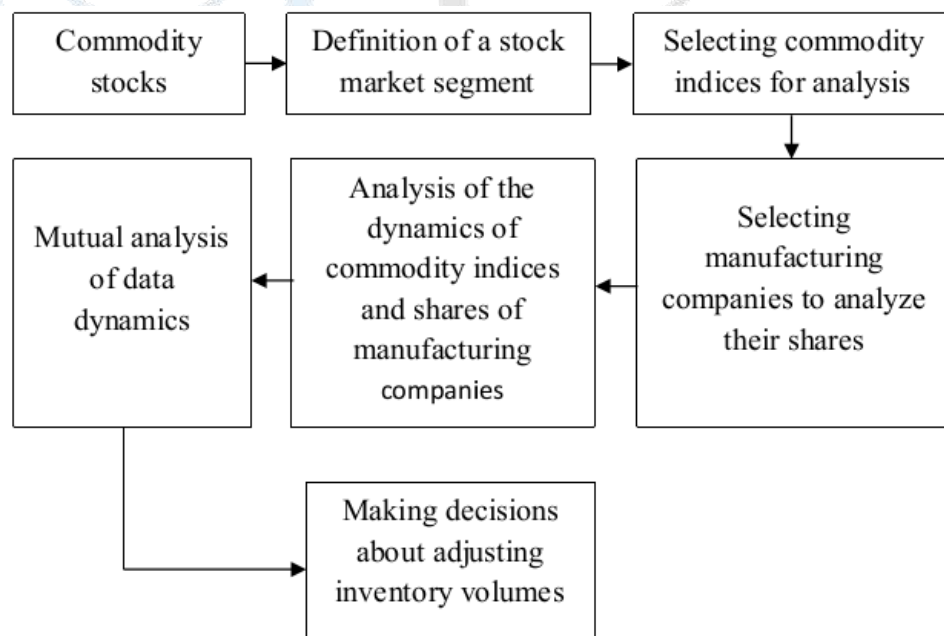 Commodity
stocks
Definition of a stock
market segment
Selecting commodity
indices for analysis
Selecting
manufacturing
companies to analyze
their shares
Analysis of the
dynamics of
commodity indices
and shares of
manufacturing
companies
Mutual analysis
of data
dynamics
Making decisions
about adjusting
inventory volumes